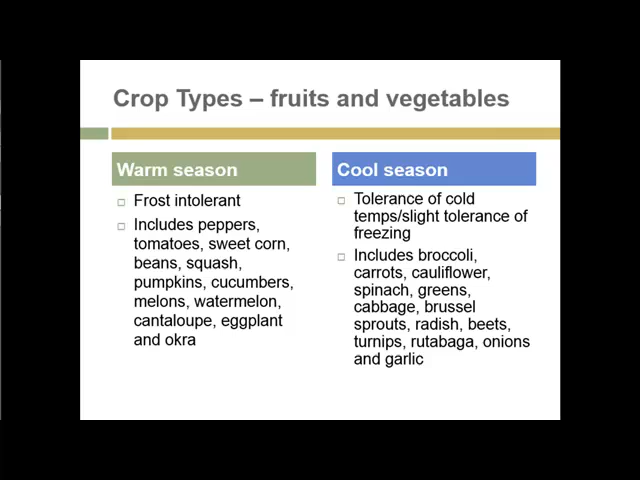 Crop Types – fruits and vegetables
Warm season
Frost intolerant
Includes peppers,
tomatoes, sweet corn,
beans, squash,
pumpkins, cucumbers,
melons, watermelon,
cantaloupe, eggplant
and okra
Cool season
Tolerance of cold
temps/slight tolerance of
freezing
Includes broccoli,
carrots, cauliflower,
spinach, greens,
cabbage, brussel
sprouts, radish, beets,
turnips, rutabaga, onions
and garlic